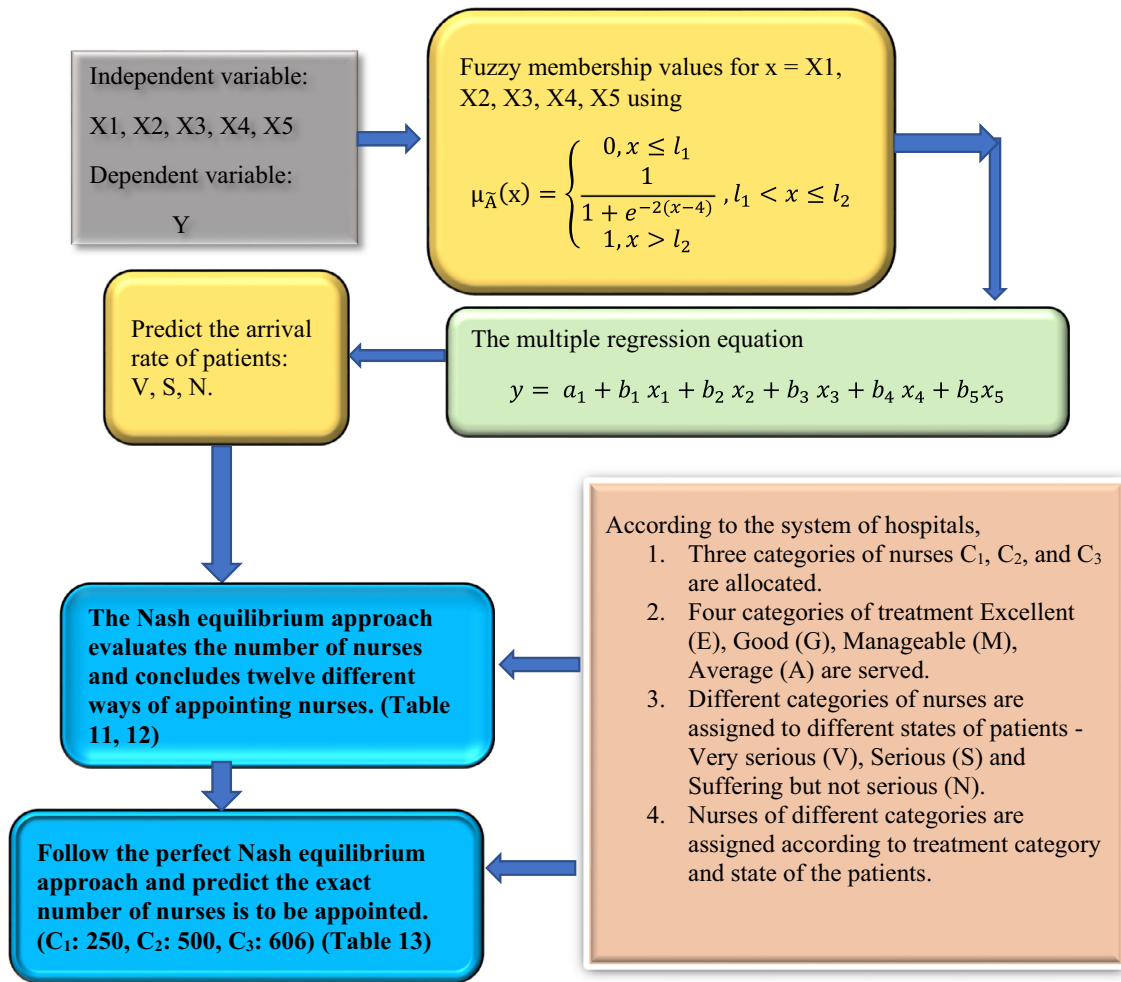 Independent variable:
X1, X2, X3, X4, X5
Dependent variable:
Y
Fuzzy membership values for x = X1,
X2, X3, X4, X5 using
μ_Ã(x) = { 0, x ≤ l₁
1 / (1 + e^{-2(x-4)}) , l₁ < x ≤ l₂
1, x > l₂
The multiple regression equation
y = a₁ + b₁ x₁ + b₂ x₂ + b₃ x₃ + b₄ x₄ + b₅x₅
Predict the arrival
rate of patients:
V, S, N.
According to the system of hospitals,
1. Three categories of nurses C₁, C₂, and C₃
are allocated.
2. Four categories of treatment Excellent
(E), Good (G), Manageable (M),
Average (A) are served.
3. Different categories of nurses are
assigned to different states of patients -
Very serious (V), Serious (S) and
Suffering but not serious (N).
4. Nurses of different categories are
assigned according to treatment category
and state of the patients.
The Nash equilibrium approach
evaluates the number of nurses
and concludes twelve different
ways of appointing nurses. (Table
11, 12)
Follow the perfect Nash equilibrium
approach and predict the exact
number of nurses is to be appointed.
(C₁: 250, C₂: 500, C₃: 606) (Table 13)